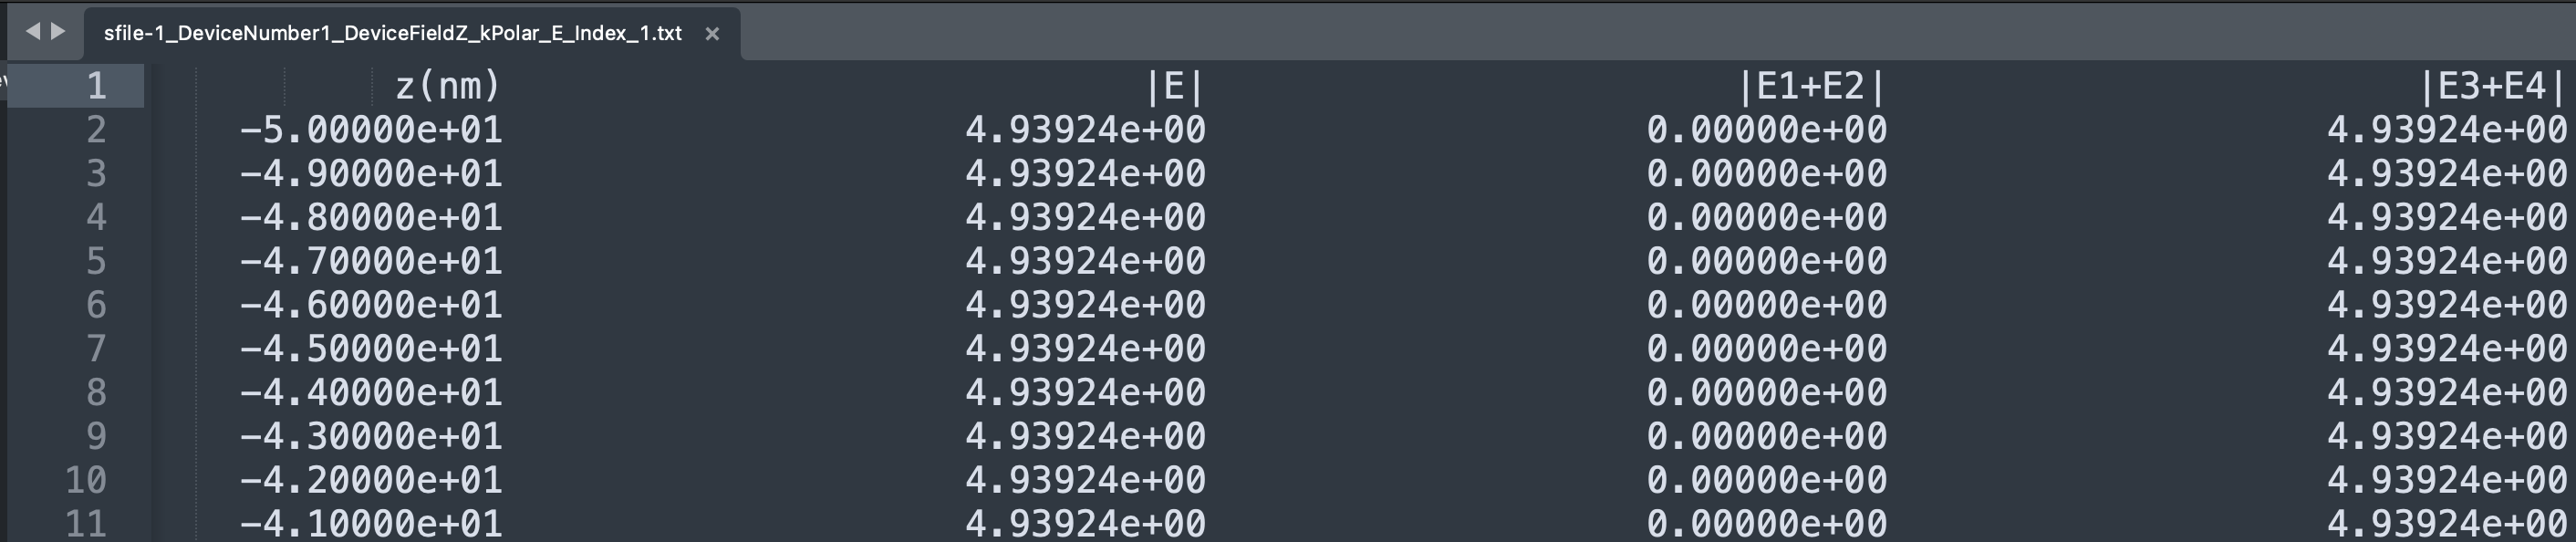 sfile-1_DeviceNumber1_DeviceFieldZ_kPolar_E_Index_1.txt ×
1 z(nm) |E| |E1+E2| |E3+E4|
2 −5.00000e+01 4.93924e+00 0.00000e+00 4.93924e+00
3 −4.90000e+01 4.93924e+00 0.00000e+00 4.93924e+00
4 −4.80000e+01 4.93924e+00 0.00000e+00 4.93924e+00
5 −4.70000e+01 4.93924e+00 0.00000e+00 4.93924e+00
6 −4.60000e+01 4.93924e+00 0.00000e+00 4.93924e+00
7 −4.50000e+01 4.93924e+00 0.00000e+00 4.93924e+00
8 −4.40000e+01 4.93924e+00 0.00000e+00 4.93924e+00
9 −4.30000e+01 4.93924e+00 0.00000e+00 4.93924e+00
10 −4.20000e+01 4.93924e+00 0.00000e+00 4.93924e+00
11 −4.10000e+01 4.93924e+00 0.00000e+00 4.93924e+00